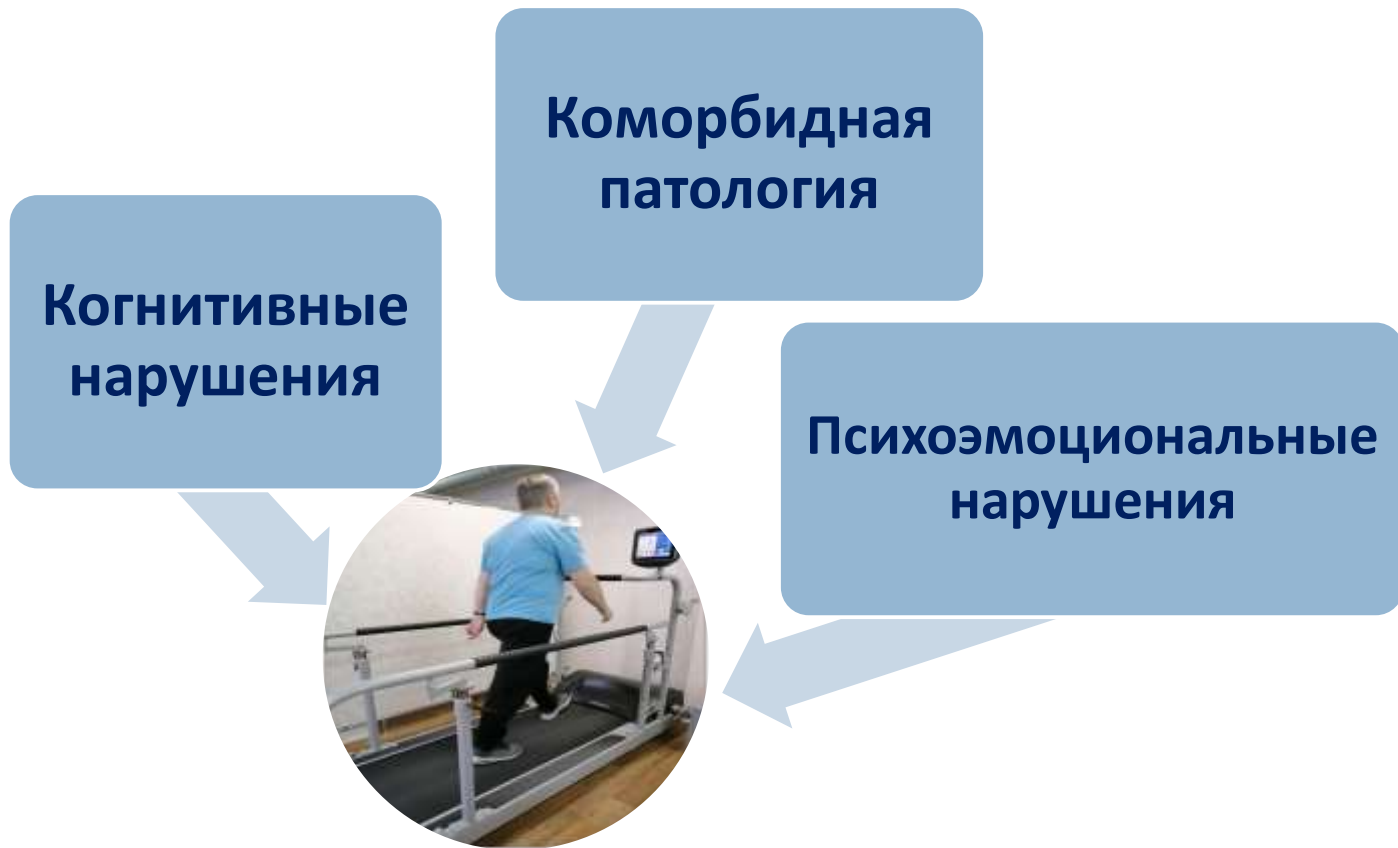 Коморбидная
патология
Когнитивные
нарушения
Психоэмоциональные
нарушения